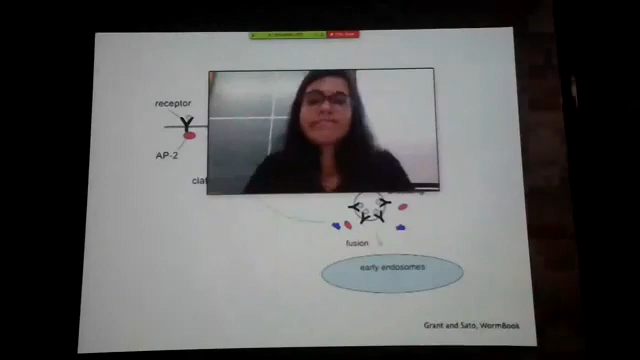 receptor
AP-2
fusion
early endosomes
Grant and Sato, WormBook